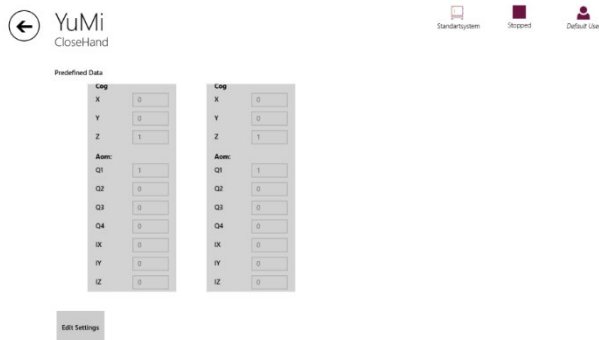 YuMi
CloseHand
Standartsystem
Stopped
Default Use
Predefined Data
Cog
X 0
Y 0
Z 1
Aom:
Q1 1
Q2 0
Q3 0
Q4 0
IX 0
IY 0
IZ 0
Cog
X 0
Y 0
Z 1
Aom:
Q1 1
Q2 0
Q3 0
Q4 0
IX 0
IY 0
IZ 0
Edit Settings